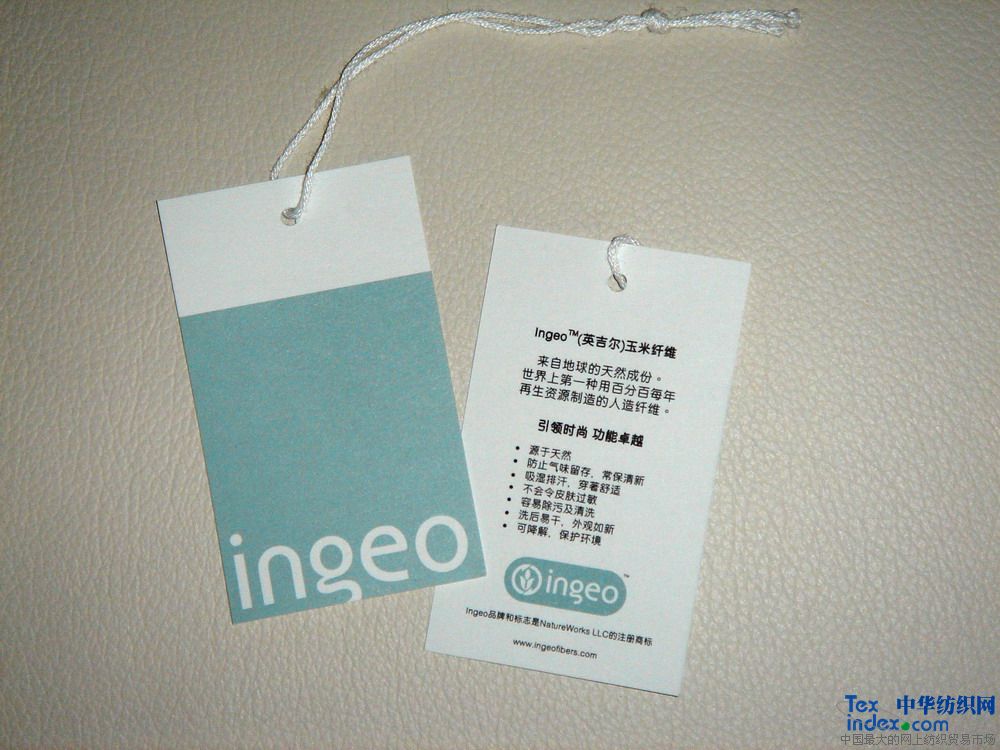 ingeo
Ingeo™(英吉尔)玉米纤维
来自地球的天然成份。
世界上第一种用百分百每年
再生资源制造的人造纤维。
引领时尚 功能卓越
• 源于天然
• 防止气味留存，常保清新
• 吸湿排汗，穿著舒适
• 不会令皮肤过敏
• 容易除污及清洗
• 洗后易干，外观如新
• 可降解，保护环境
ingeo™
Ingeo品牌和标志是NatureWorks LLC的注册商标
www.ingeofibers.com
Tex 中华纺织网
index.com
中国最大的网上纺织贸易市场